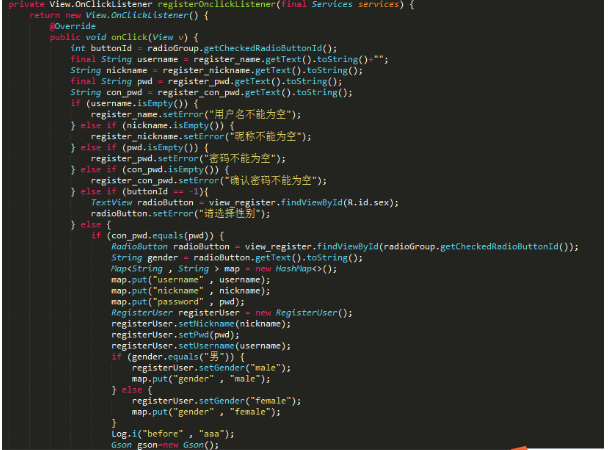 private View.OnClickListener registerOnclickListener(final Services services) {
return new View.OnClickListener() {
@Override
public void onClick(View v) {
int buttonId = radioGroup.getCheckedRadioButtonId();
final String username = register_name.getText().toString()+"";
String nickname = register_nickname.getText().toString();
final String pwd = register_pwd.getText().toString();
String con_pwd = register_con_pwd.getText().toString();
if (username.isEmpty()) {
register_name.setError("用户名不能为空");
} else if (nickname.isEmpty()) {
register_nickname.setError("昵称不能为空");
} else if (pwd.isEmpty()) {
register_pwd.setError("密码不能为空");
} else if (con_pwd.isEmpty()) {
register_con_pwd.setError("确认密码不能为空");
} else if (buttonId == -1){
TextView radioButton = view_register.findViewById(R.id.sex);
radioButton.setError("请选择性别");
} else {
if (con_pwd.equals(pwd)) {
RadioButton radioButton = view_register.findViewById(radioGroup.getCheckedRadioButtonId());
String gender = radioButton.getText().toString();
Map<String , String > map = new HashMap<>();
map.put("username" , username);
map.put("nickname" , nickname);
map.put("password" , pwd);
RegisterUser registerUser = new RegisterUser();
registerUser.setNickname(nickname);
registerUser.setPwd(pwd);
registerUser.setUsername(username);
if (gender.equals("男")) {
registerUser.setGender("male");
map.put("gender" , "male");
} else {
registerUser.setGender("female");
map.put("gender" , "female");
}
Log.i("before" , "aaa");
Gson gson=new Gson();